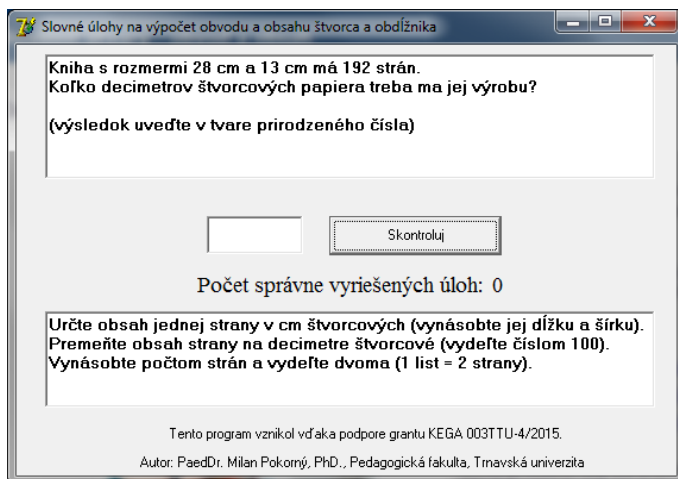 Slovné úlohy na výpočet obvodu a obsahu štvorca a obdĺžnika
Kniha s rozmermi 28 cm a 13 cm má 192 strán.
Koľko decimetrov štvorcových papiera treba ma jej výrobu?
(výsledok uveďte v tvare prirodzeného čísla)
Skontroluj
Počet správne vyriešených úloh: 0
Určte obsah jednej strany v cm štvorcových (vynásobte jej dĺžku a šírku).
Premeňte obsah strany na decimetre štvorcové (vydeľte číslom 100).
Vynásobte počtom strán a vydeľte dvoma (1 list = 2 strany).
Tento program vznikol vďaka podpore grantu KEGA 003TTU-4/2015.
Autor: PaedDr. Milan Pokorný, PhD., Pedagogická fakulta, Trnavská univerzita